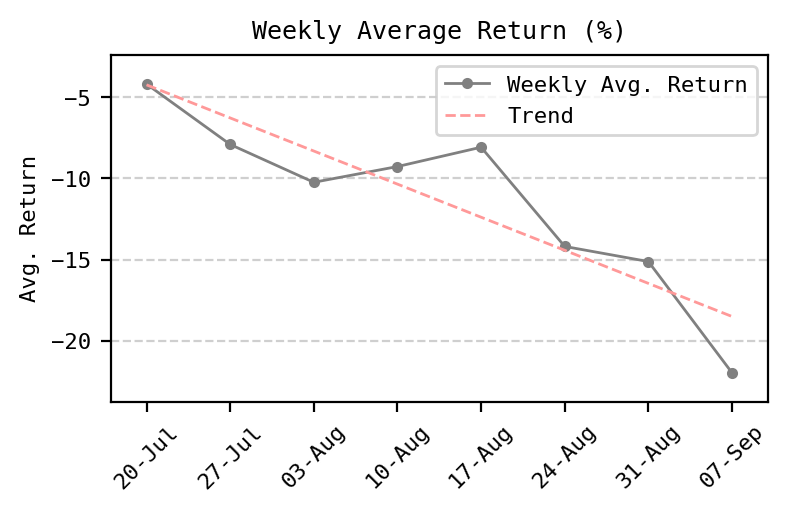 Weekly Average Return (%)
Weekly Avg. Return
Trend
Avg. Return
−5
−10
−15
−20
20-Jul
27-Jul
03-Aug
10-Aug
17-Aug
24-Aug
31-Aug
07-Sep